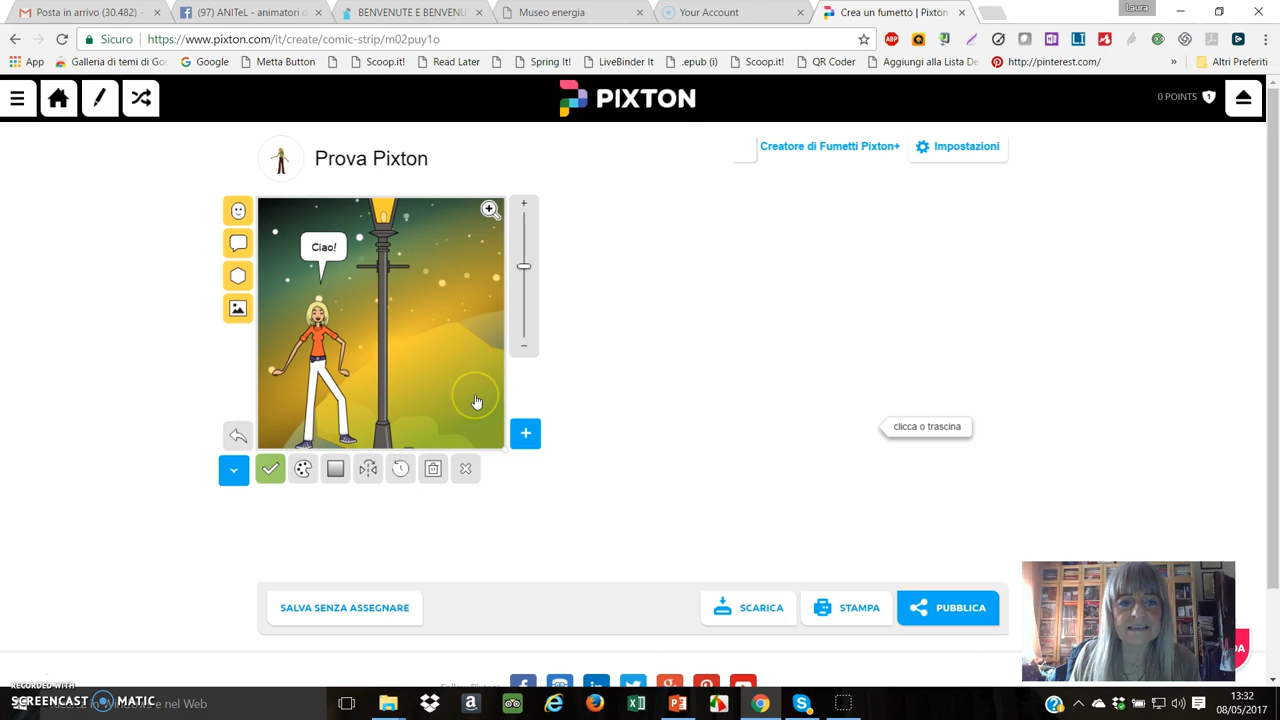 Laura
Posta in arrivo (30.482) -
(97) ANITeL - animatori d
BENVENUTE E BENVENU
Museo energia
Your Account
Crea un fumetto | Pixton
Sicuro
https://www.pixton.com/it/create/comic-strip/m02puy1o
App
Galleria di temi di Goo
Google
Metta Button
Scoop.it!
Read Later
Spring It!
LiveBinder It
.epub (!)
Scoop.it!
QR Coder
Aggiungi alla Lista De
http://pinterest.com/
»
Altri Preferiti
PIXTON
0 POINTS
1
Prova Pixton
Creatore di Fumetti Pixton+
Impostazioni
Ciao!
clicca o trascina
SALVA SENZA ASSEGNARE
SCARICA
STAMPA
PUBBLICA
RECORDED WITH
SCREENCAST MATIC
e nel Web
13:32
08/05/2017